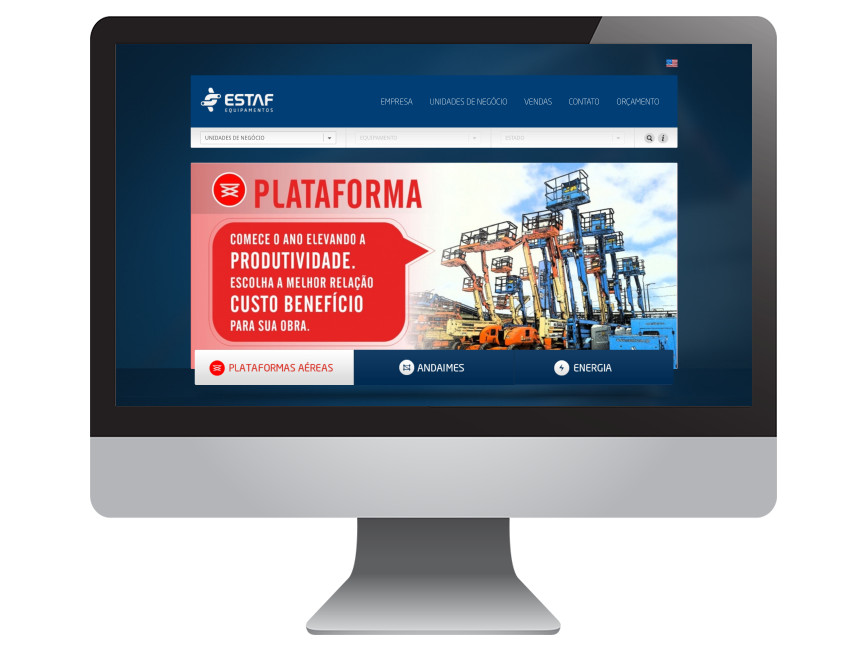 ESTAF
EQUIPAMENTOS
EMPRESA UNIDADES DE NEGÓCIO VENDAS CONTATO ORÇAMENTO
UNIDADES DE NEGÓCIO EQUIPAMENTO
PLATAFORMA
COMECE O ANO ELEVANDO A
PRODUTIVIDADE.
ESCOLHA A MELHOR RELAÇÃO
CUSTO BENEFÍCIO
PARA SUA OBRA.
PLATAFORMAS AÉREAS ANDAIMES ENERGIA